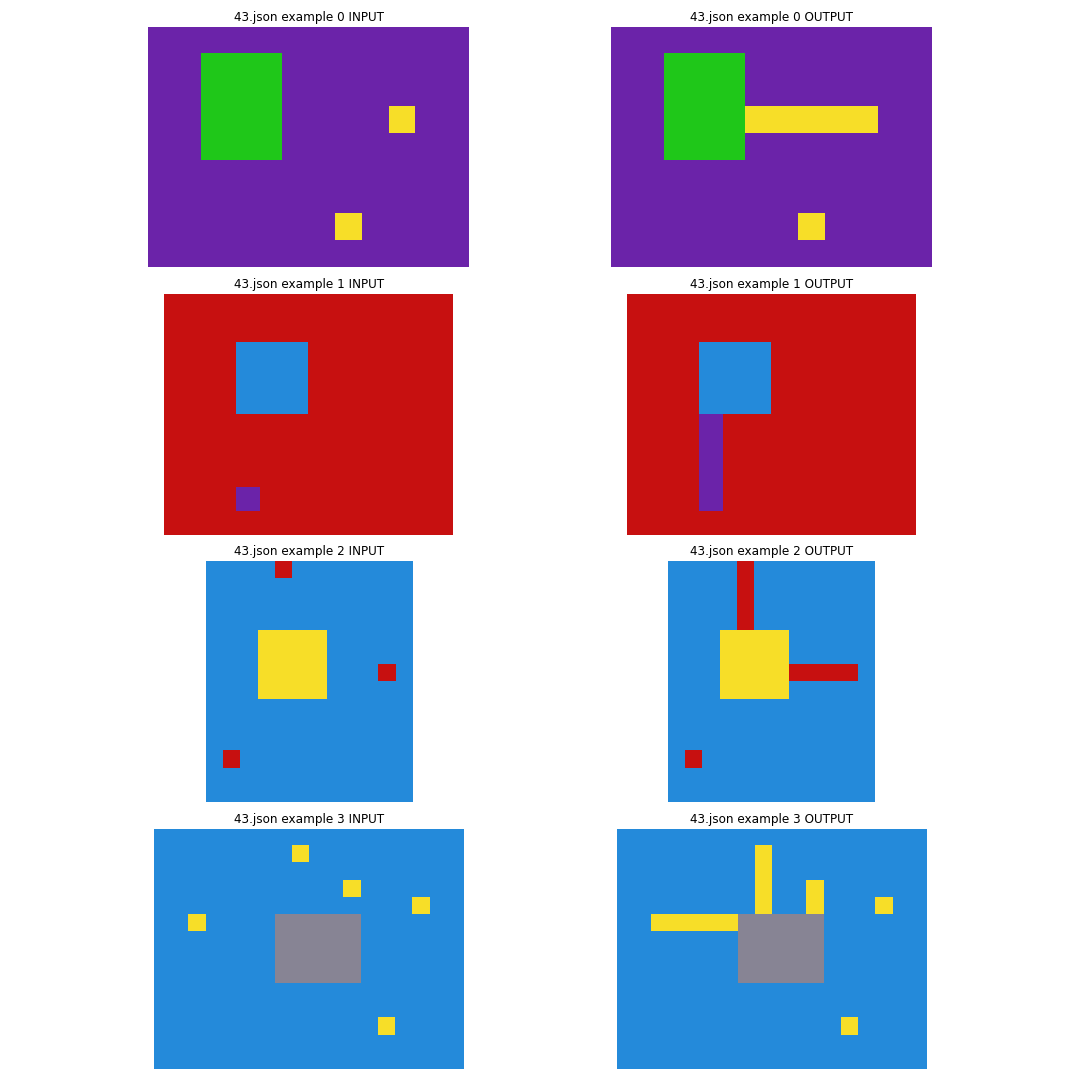 43.json example 0 INPUT
43.json example 0 OUTPUT
43.json example 1 INPUT
43.json example 1 OUTPUT
43.json example 2 INPUT
43.json example 2 OUTPUT
43.json example 3 INPUT
43.json example 3 OUTPUT